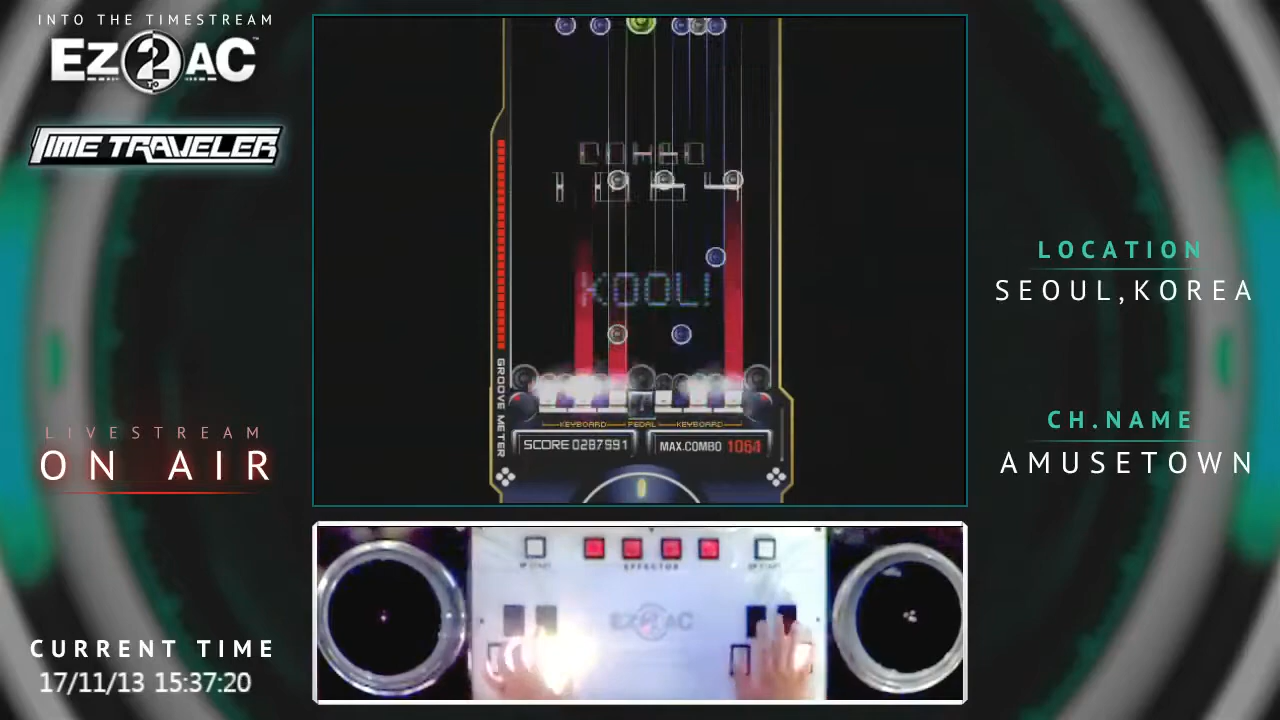 INTO THE TIMESTREAM
EZ2AC
TIME TRAVELER
LIVESTREAM
ON AIR
CURRENT TIME
17/11/13 15:37:20
COMBO
KOOL!
GROOVE METER
KEYBOARD PEDAL KEYBOARD
SCORE 0287991
MAX.COMBO 1064
EFFECTOR
EZ2AC
LOCATION
SEOUL,KOREA
CH.NAME
AMUSETOWN